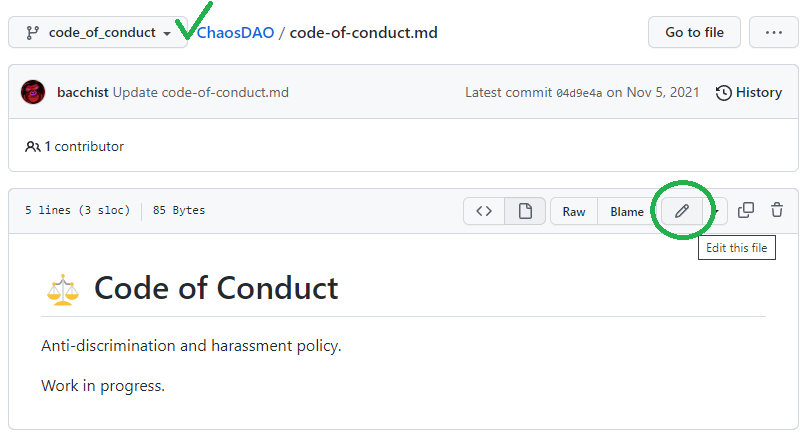 code_of_conduct ChaosDAO / code-of-conduct.md Go to file ...
bacchist Update code-of-conduct.md Latest commit 04d9e4a on Nov 5, 2021 History
1 contributor
5 lines (3 sloc) 85 Bytes <> Raw Blame
Edit this file
Code of Conduct
Anti-discrimination and harassment policy.
Work in progress.